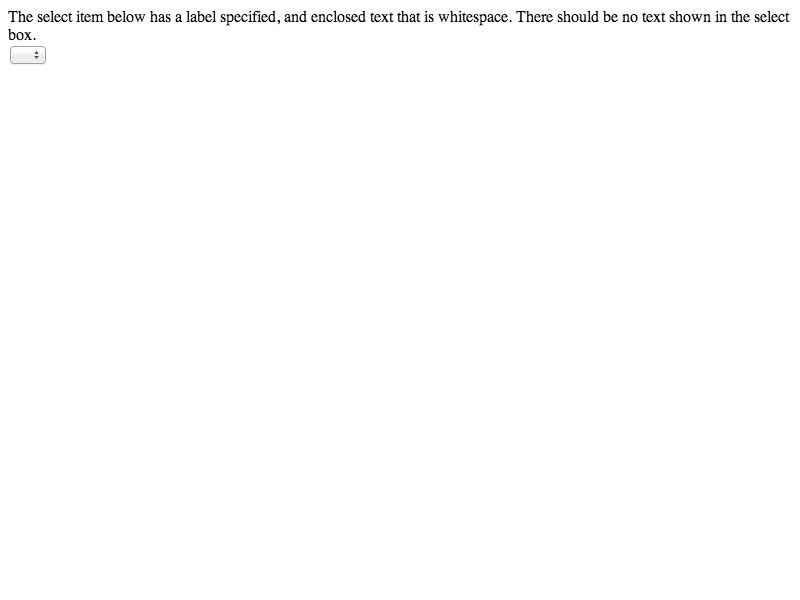 The select item below has a label specified, and enclosed text that is whitespace. There should be no text shown in the select
box.